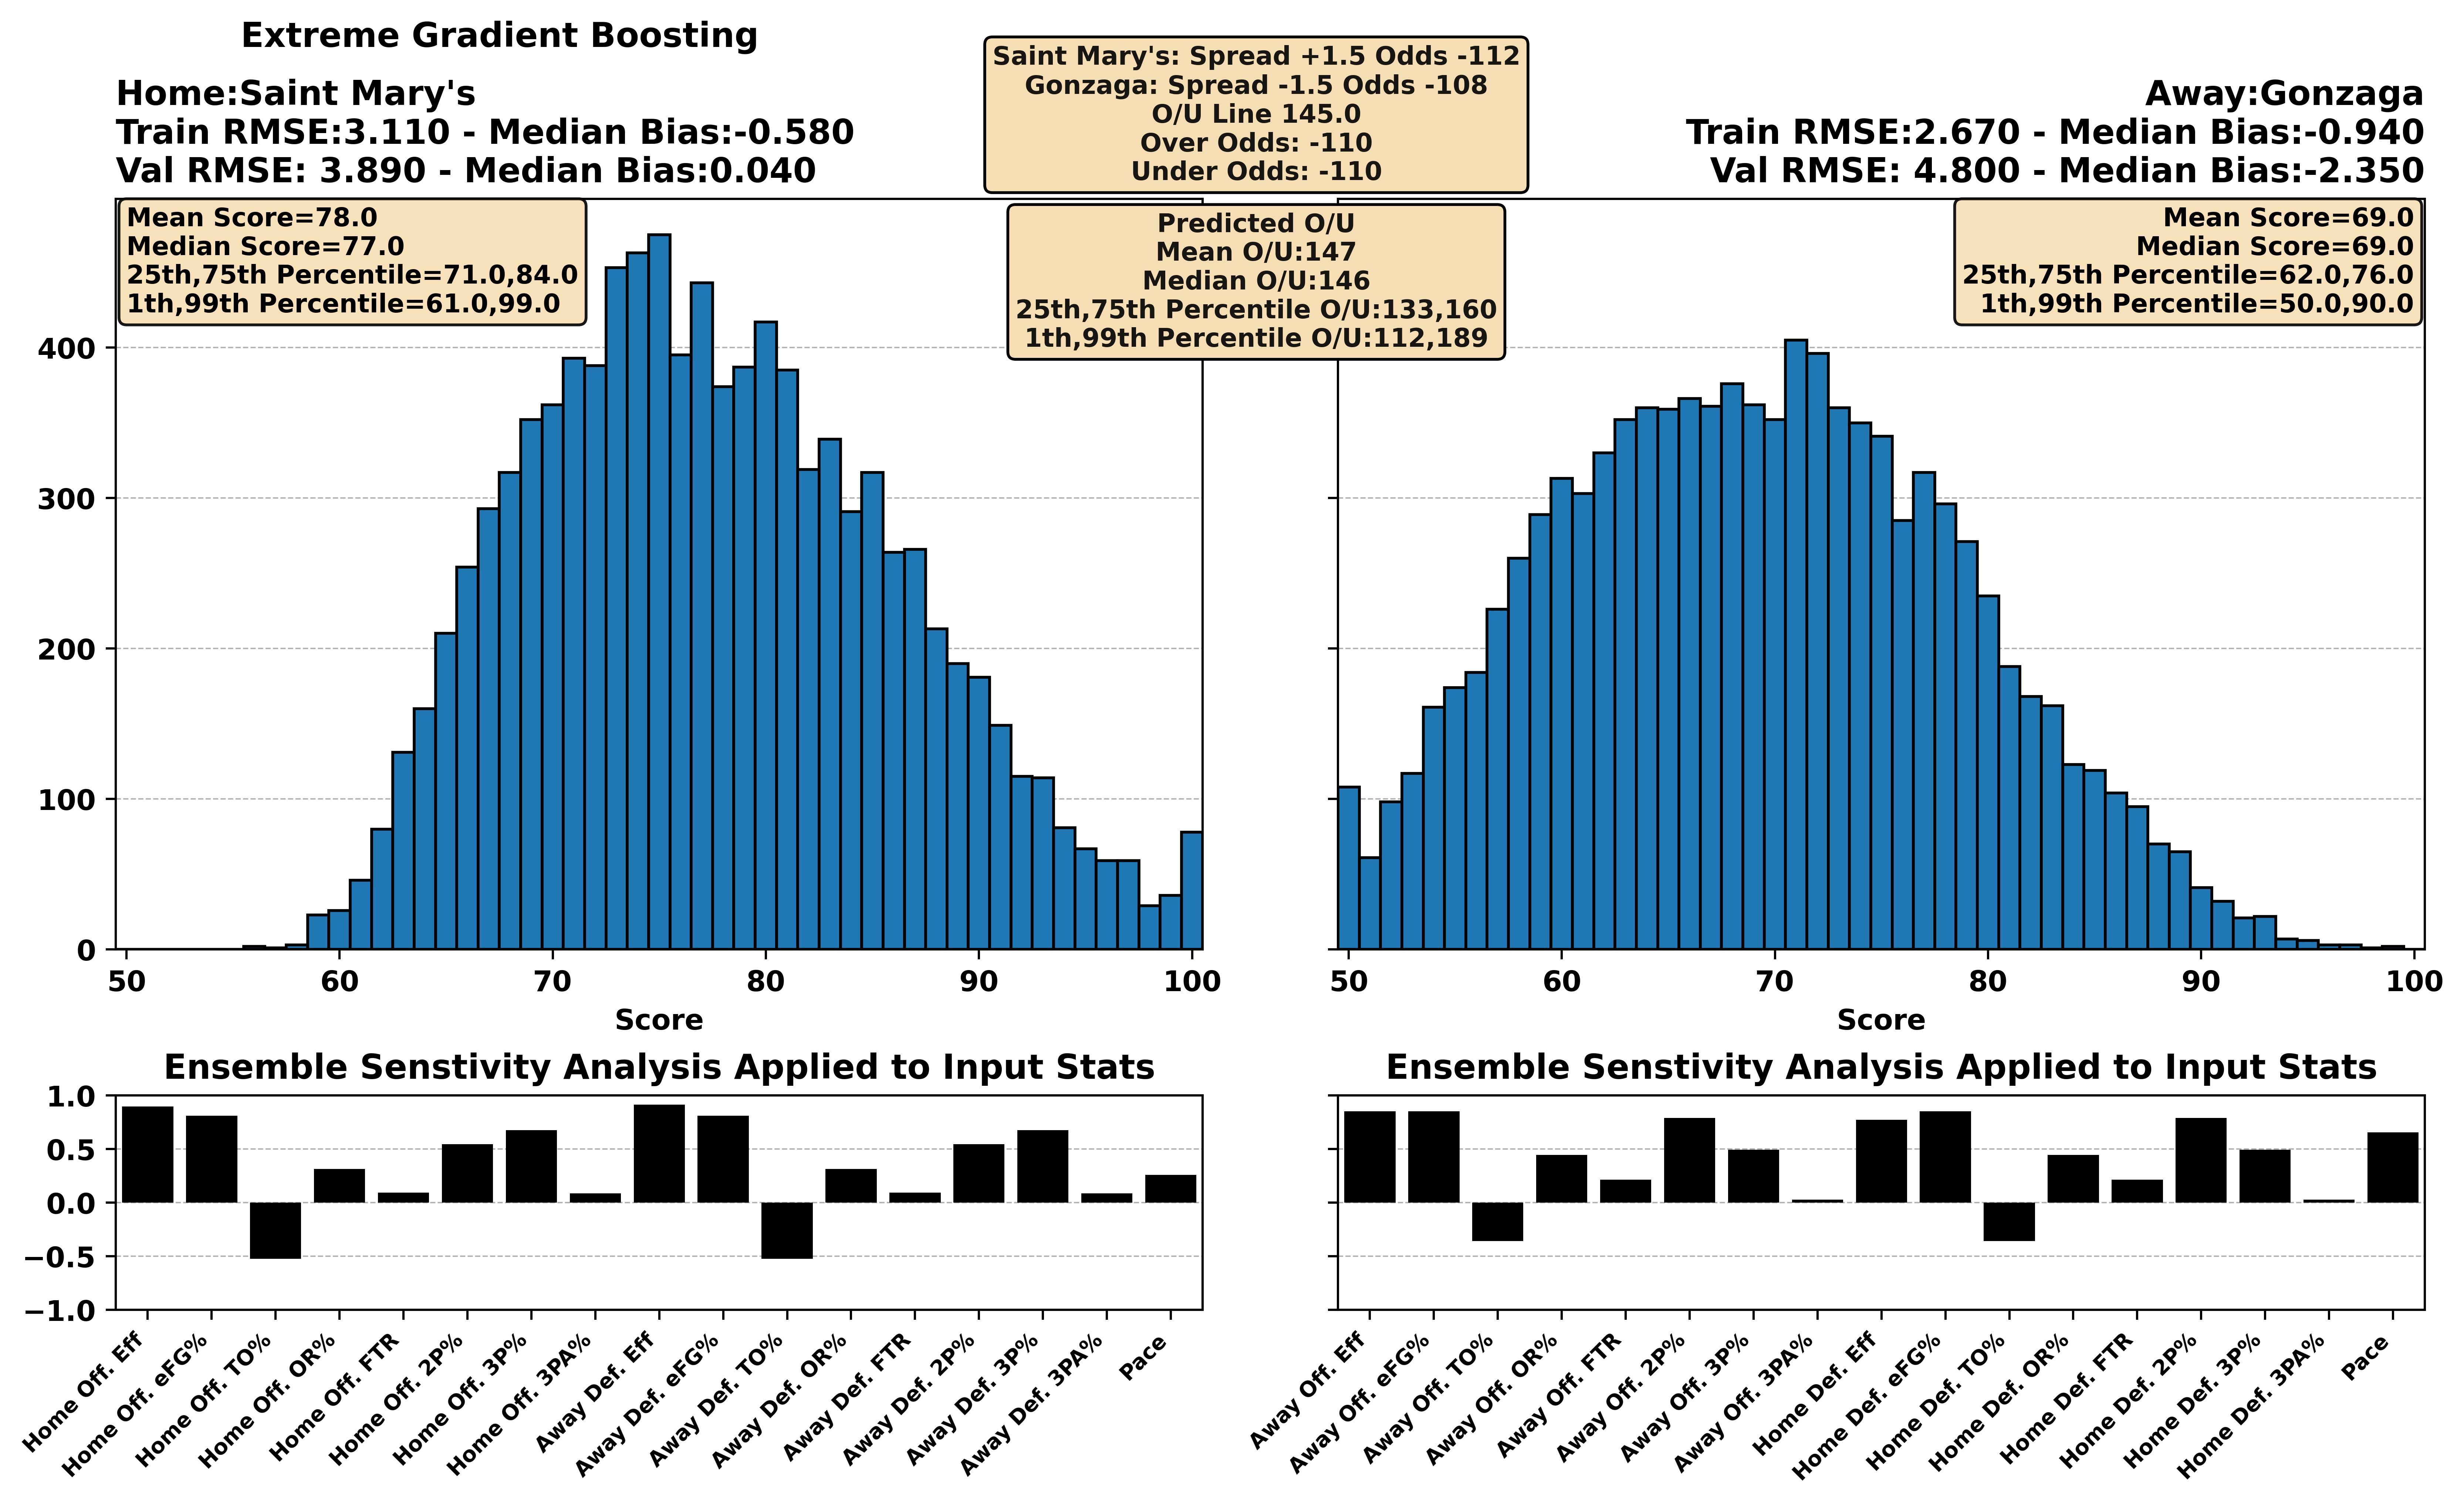 Extreme Gradient Boosting
Home:Saint Mary's
Train RMSE:3.110 - Median Bias:-0.580
Val RMSE: 3.890 - Median Bias:0.040
Saint Mary's: Spread +1.5 Odds -112
Gonzaga: Spread -1.5 Odds -108
O/U Line 145.0
Over Odds: -110
Under Odds: -110
Away:Gonzaga
Train RMSE:2.670 - Median Bias:-0.940
Val RMSE: 4.800 - Median Bias:-2.350
Mean Score=78.0
Median Score=77.0
25th,75th Percentile=71.0,84.0
1th,99th Percentile=61.0,99.0
Predicted O/U
Mean O/U:147
Median O/U:146
25th,75th Percentile O/U:133,160
1th,99th Percentile O/U:112,189
Mean Score=69.0
Median Score=69.0
25th,75th Percentile=62.0,76.0
1th,99th Percentile=50.0,90.0
400
300
200
100
0
50 60 70 80 90 100
Score
50 60 70 80 90 100
Score
Ensemble Senstivity Analysis Applied to Input Stats
1.0
0.5
0.0
−0.5
−1.0
Home Off. Eff
Home Off. eFG%
Home Off. TO%
Home Off. OR%
Home Off. FTR
Home Off. 2P%
Home Off. 3P%
Home Off. 3PA%
Away Def. Eff
Away Def. eFG%
Away Def. TO%
Away Def. OR%
Away Def. FTR
Away Def. 2P%
Away Def. 3P%
Away Def. 3PA%
Pace
Ensemble Senstivity Analysis Applied to Input Stats
Away Off. Eff
Away Off. eFG%
Away Off. TO%
Away Off. OR%
Away Off. FTR
Away Off. 2P%
Away Off. 3P%
Away Off. 3PA%
Home Def. Eff
Home Def. eFG%
Home Def. TO%
Home Def. OR%
Home Def. FTR
Home Def. 2P%
Home Def. 3P%
Home Def. 3PA%
Pace